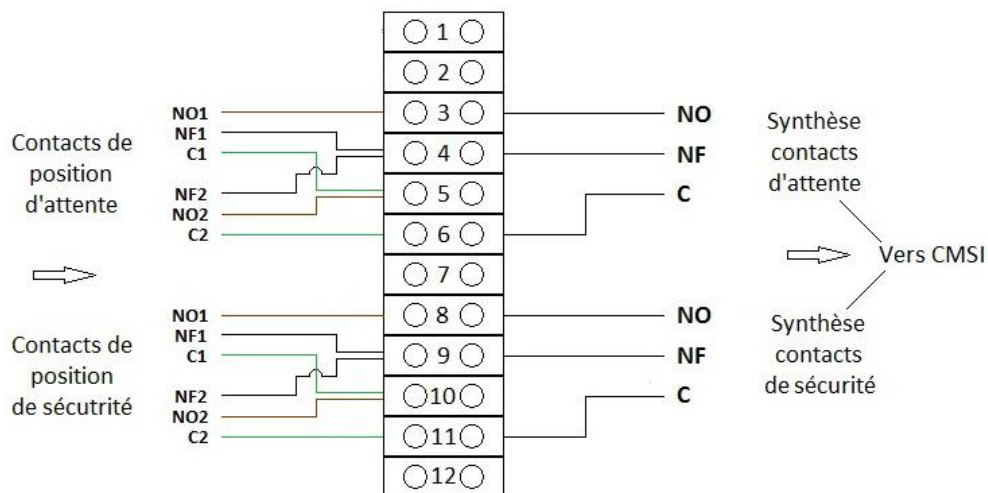 Contacts de
position
d'attente
NO1
NF1
C1
NF2
NO2
C2
Contacts de
position
de sécutrité
NO1
NF1
C1
NF2
NO2
C2
1
2
3
4
5
6
7
8
9
10
11
12
NO
NF
C
NO
NF
C
Synthèse
contacts
d'attente
Vers CMSI
Synthèse
contacts
de sécurité